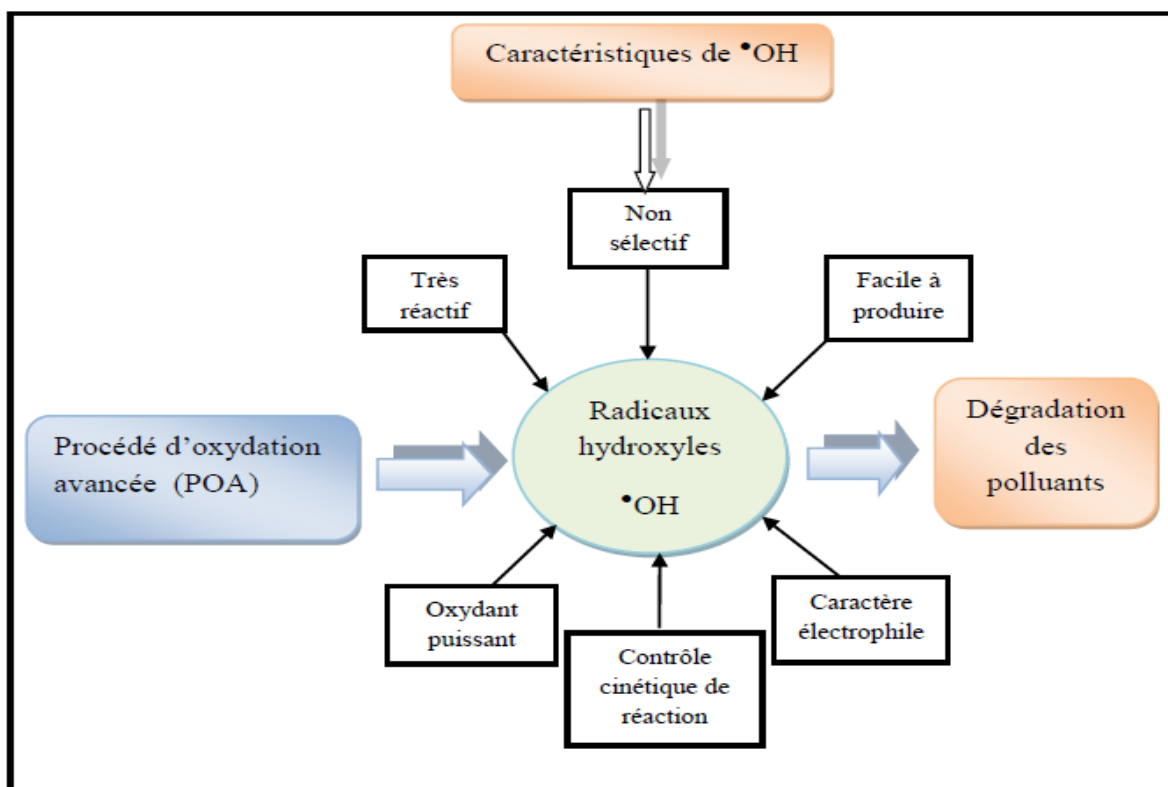 Caractéristiques de •OH
Non
sélectif
Très
réactif
Facile à
produire
Procédé d'oxydation
avancée (POA)
Radicaux
hydroxyles
•OH
Dégradation
des
polluants
Oxydant
puissant
Contrôle
cinétique de
réaction
Caractère
électrophile